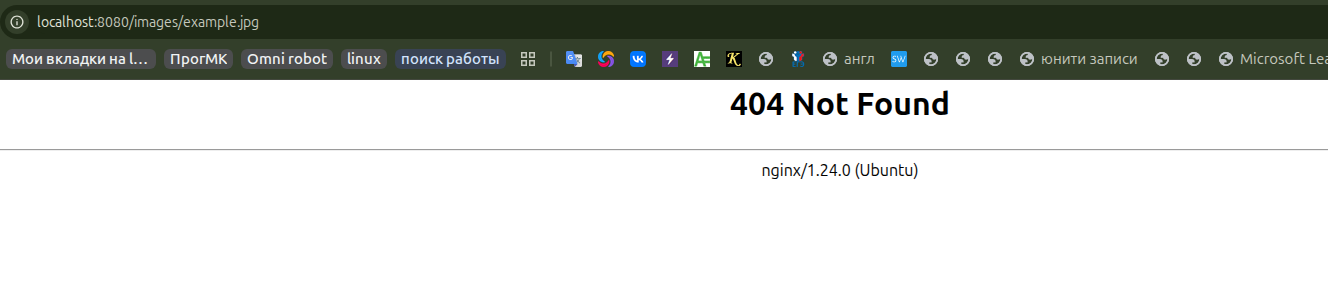 localhost:8080/images/example.jpg
Мои вкладки на l... ПрогМК Omni robot linux поиск работы англ SW юнити записи Microsoft Lea
404 Not Found
nginx/1.24.0 (Ubuntu)